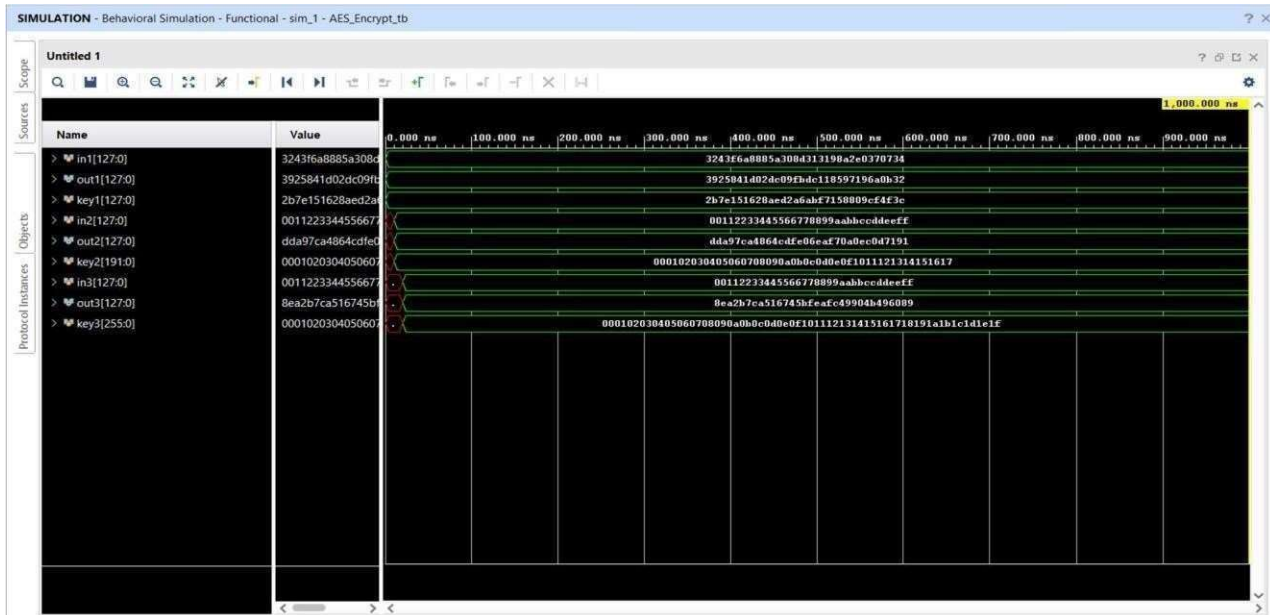 SIMULATION - Behavioral Simulation - Functional - sim_1 - AES_Encrypt_tb
Untitled 1
Scope
Sources
Objects
Protocol Instances
1,000.000 ns
Name Value 0.000 ns 100.000 ns 200.000 ns 300.000 ns 400.000 ns 500.000 ns 600.000 ns 700.000 ns 800.000 ns 900.000 ns
in1[127:0] 3243f6a8885a308d 3243f6a8885a308d313198a2e0370734
out1[127:0] 3925841d02dc09fb 3925841d02dc09fbdc118597196a0b32
key1[127:0] 2b7e151628aed2a6 2b7e151628aed2a6abf7158809cf4f3c
in2[127:0] 0011223344556677 00112233445566778899aabbccddeeff
out2[127:0] dda97ca4864cdfe0 dda97ca4864cdfe06eaf70a0ec0d7191
key2[191:0] 0001020304050607 000102030405060708090a0b0c0d0e0f1011121314151617
in3[127:0] 0011223344556677 00112233445566778899aabbccddeeff
out3[127:0] 8ea2b7ca516745bf 8ea2b7ca516745bfeafc49904b496089
key3[255:0] 0001020304050607 000102030405060708090a0b0c0d0e0f101112131415161718191a1b1c1d1e1f